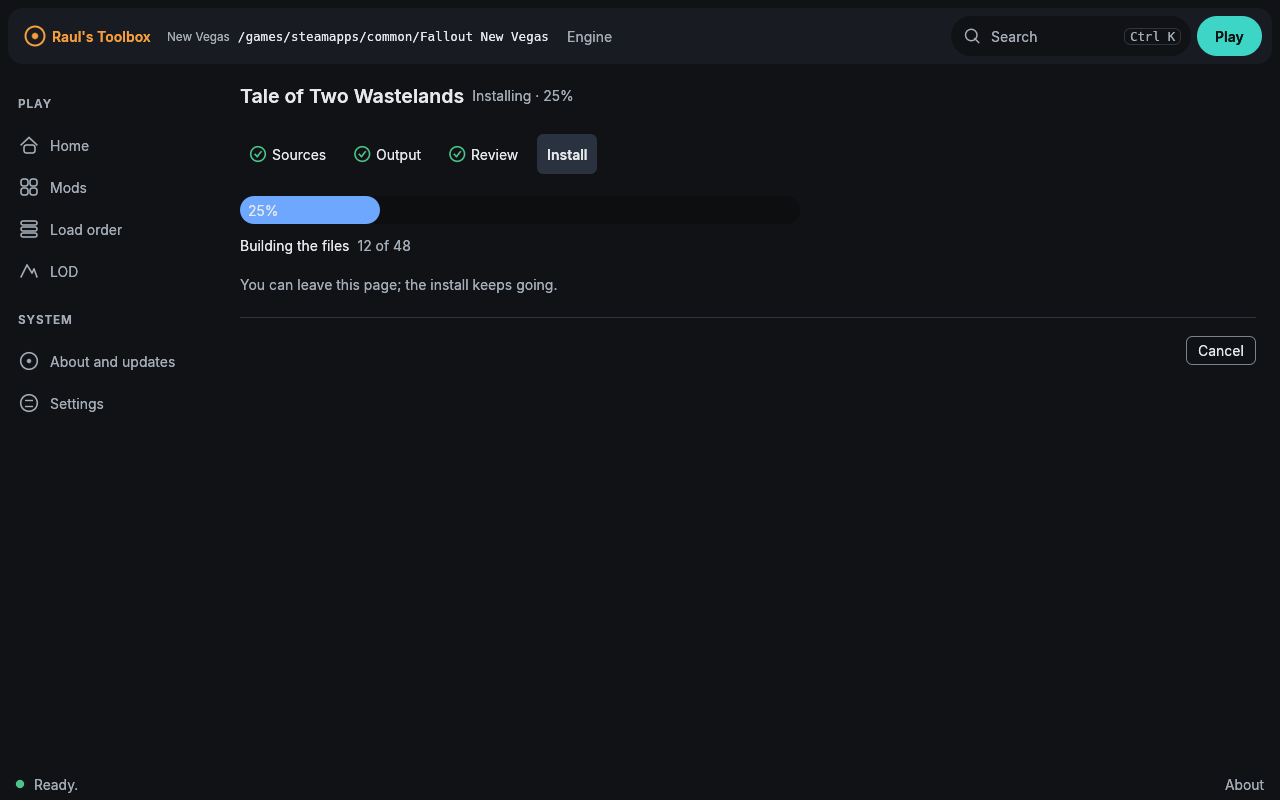 Raul's Toolbox New Vegas /games/steamapps/common/Fallout New Vegas Engine Search Ctrl K Play
PLAY
Home
Mods
Load order
LOD
SYSTEM
About and updates
Settings
Tale of Two Wastelands Installing · 25%
Sources Output Review Install
25%
Building the files 12 of 48
You can leave this page; the install keeps going.
Cancel
Ready. About